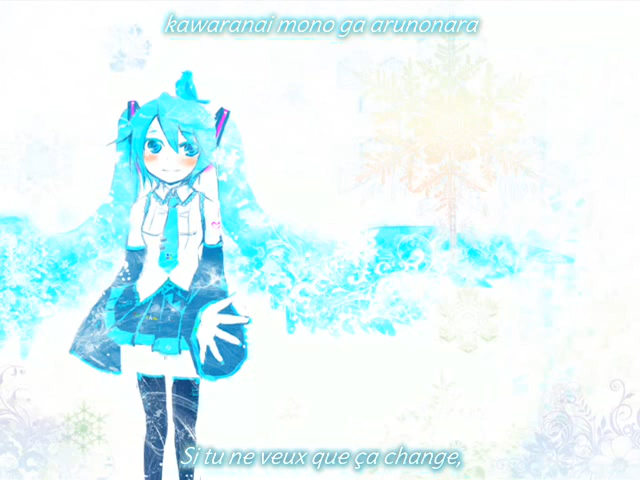 kawaranai mono ga arunonara
Si tu ne veux que ça change,